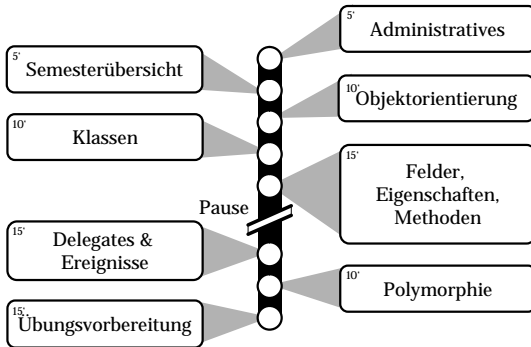 5'
Administratives
5'
Semesterübersicht
10'
Objektorientierung
10'
Klassen
15'
Felder,
Eigenschaften,
Methoden
Pause
15'
Delegates &
Ereignisse
10'
Polymorphie
15'
Übungsvorbereitung